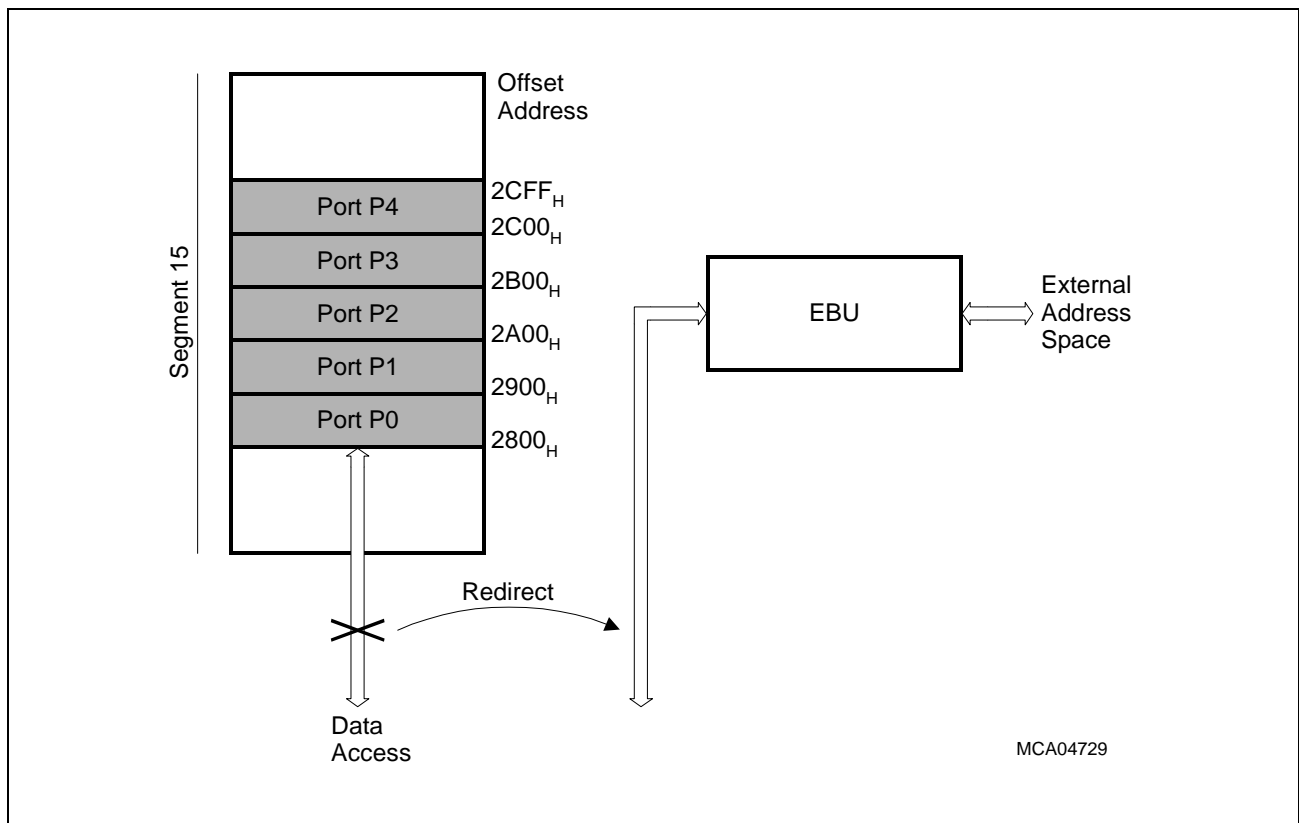 Offset
Address
Segment 15
2CFFH
Port P4
2C00H
Port P3
2B00H
Port P2
2A00H
Port P1
2900H
Port P0
2800H
EBU
External
Address
Space
Redirect
Data
Access
MCA04729